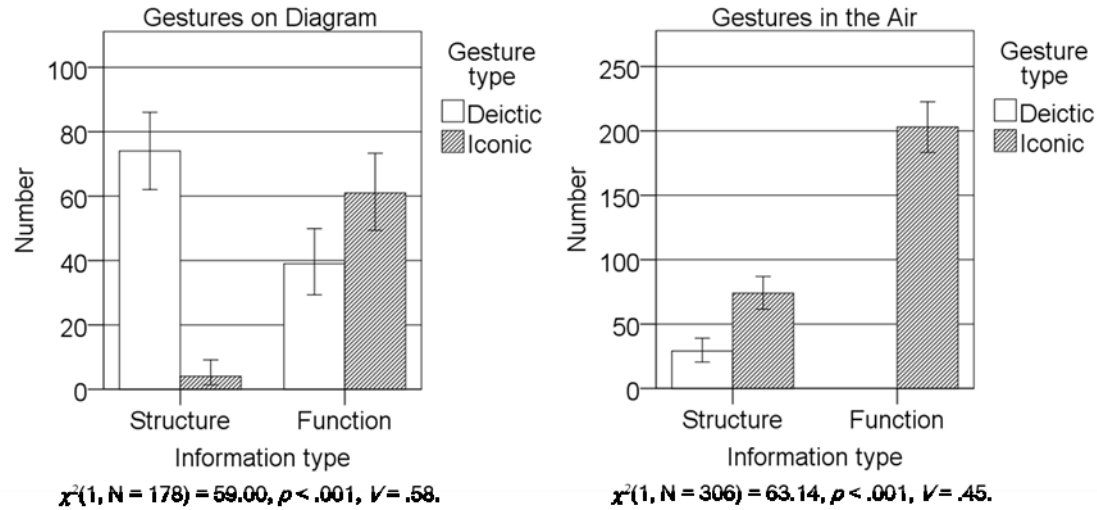 Gestures on Diagram
100
80
60
40
20
0
Number
Structure
Function
Information type
Gesture
type
Deictic
Iconic
χ²(1, N = 178) = 59.00, p < .001, V = .58.
Gestures in the Air
250
200
150
100
50
0
Number
Structure
Function
Information type
Gesture
type
Deictic
Iconic
χ²(1, N = 306) = 63.14, p < .001, V = .45.